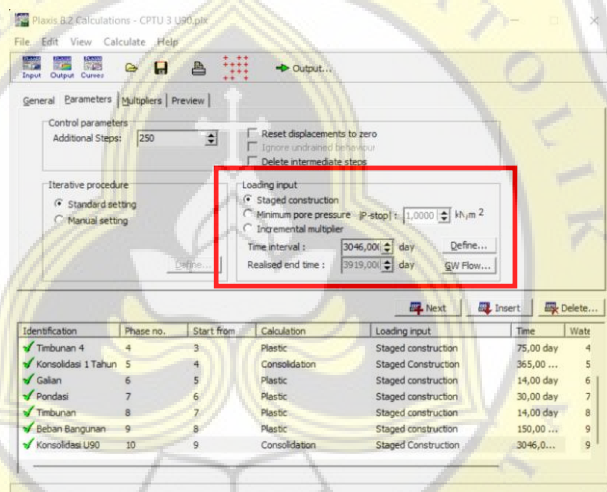 Plaxis 8.2 Calculations - CPTU 3 U90.plx
File Edit View Calculate Help
Input Output Curves Output...
General Parameters Multipliers Preview
Control parameters
Additional Steps: 250
Reset displacements to zero
Ignore undrained behaviour
Delete intermediate steps
Iterative procedure
Standard setting
Manual setting
Define...
Loading input
Staged construction
Minimum pore pressure |P-stop| : 1,0000 kN/m 2
Incremental multiplier
Time interval : 3046,00 day Define...
Realised end time : 3919,00 day GW Flow...
Next Insert Delete...
Identification Phase no. Start from Calculation Loading input Time Wate
Timbunan 4 4 3 Plastic Staged construction 75,00 day 4
Konsolidasi 1 Tahun 5 4 Consolidation Staged construction 365,00 ... 5
Galian 6 5 Plastic Staged construction 14,00 day 6
Pondasi 7 6 Plastic Staged construction 30,00 day 7
Timbunan 8 7 Plastic Staged construction 14,00 day 8
Beban Bangunan 9 8 Plastic Staged construction 150,00 ... 9
Konsolidasi U90 10 9 Consolidation Staged Construction 3046,0... 9